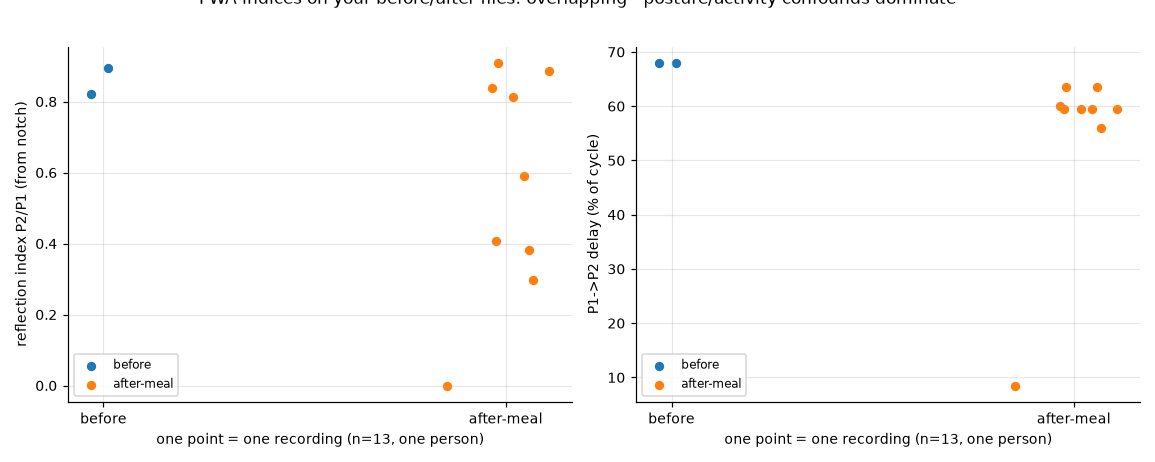 PWA indices on your before/after files: overlapping - posture/activity confounds dominate
reflection index P2/P1 (from notch)
0.8
0.6
0.4
0.2
0.0
before
after-meal
before
after-meal
one point = one recording (n=13, one person)
P1->P2 delay (% of cycle)
70
60
50
40
30
20
10
before
after-meal
before
after-meal
one point = one recording (n=13, one person)